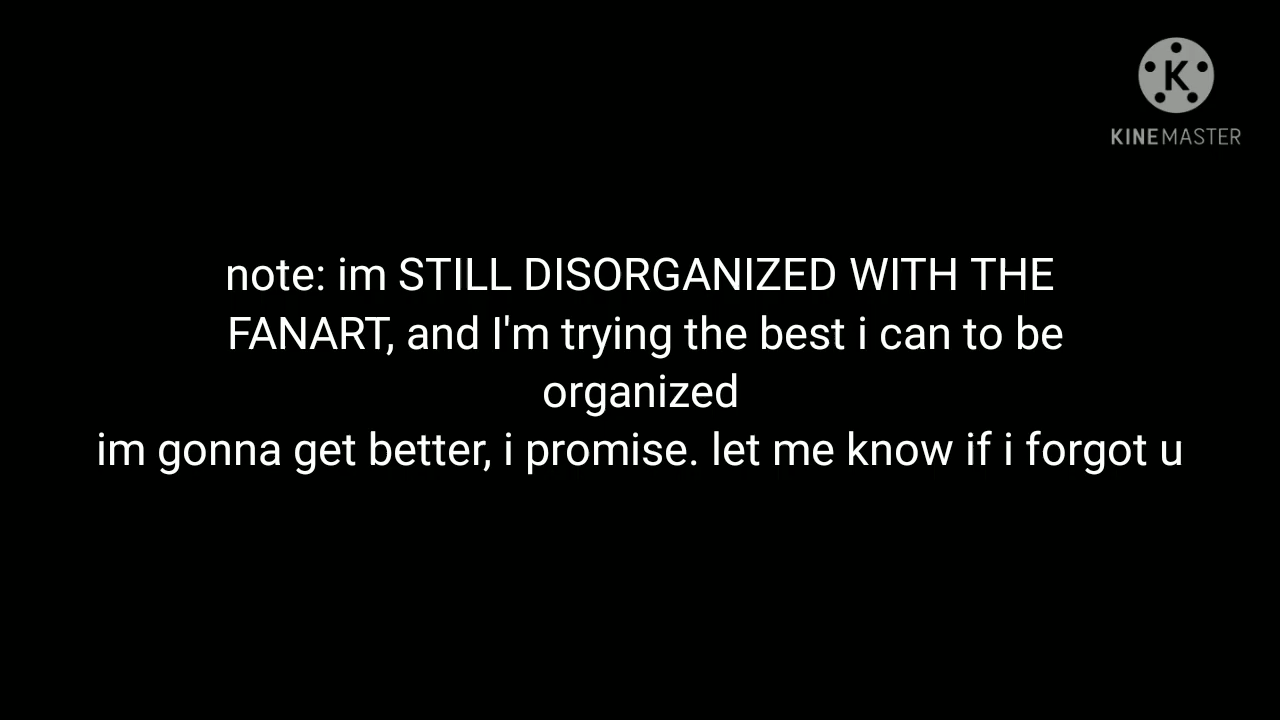 K
KINEMASTER
note: im STILL DISORGANIZED WITH THE
FANART, and I'm trying the best i can to be
organized
im gonna get better, i promise. let me know if i forgot u